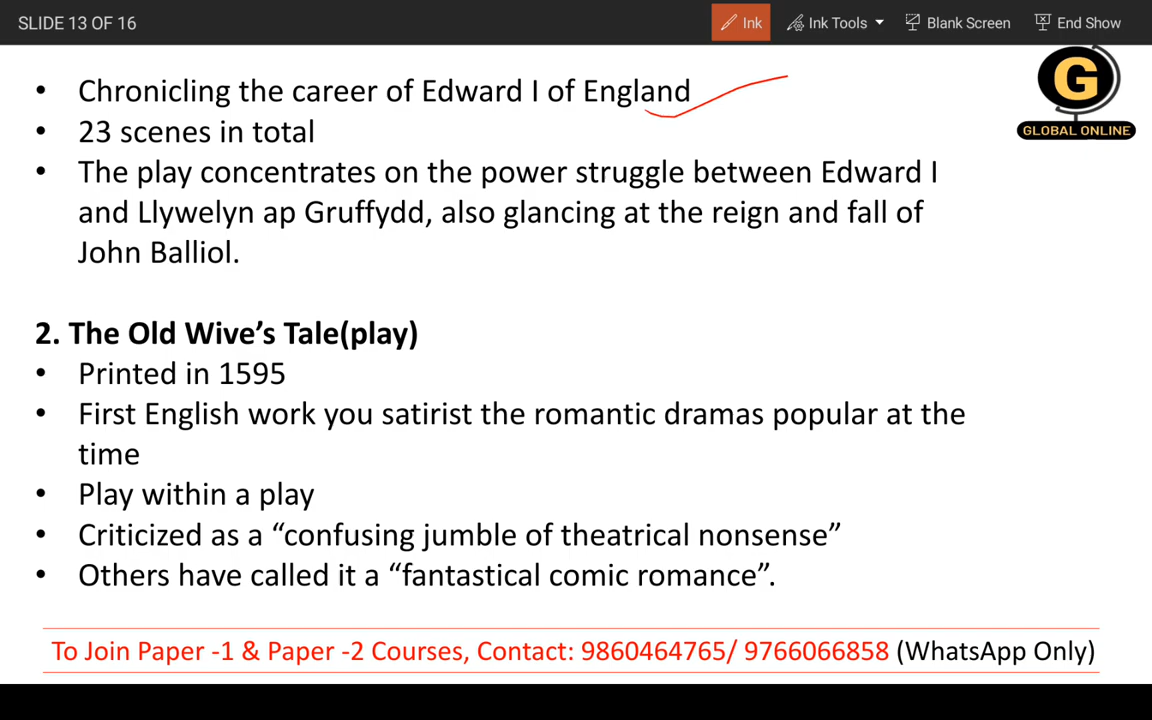 SLIDE 13 OF 16
Ink
Ink Tools
Blank Screen
End Show
• Chronicling the career of Edward I of England
• 23 scenes in total
• The play concentrates on the power struggle between Edward I
and Llywelyn ap Gruffydd, also glancing at the reign and fall of
John Balliol.
G
GLOBAL ONLINE
2. The Old Wive’s Tale(play)
• Printed in 1595
• First English work you satirist the romantic dramas popular at the
time
• Play within a play
• Criticized as a “confusing jumble of theatrical nonsense”
• Others have called it a “fantastical comic romance”.
To Join Paper -1 & Paper -2 Courses, Contact: 9860464765/ 9766066858 (WhatsApp Only)